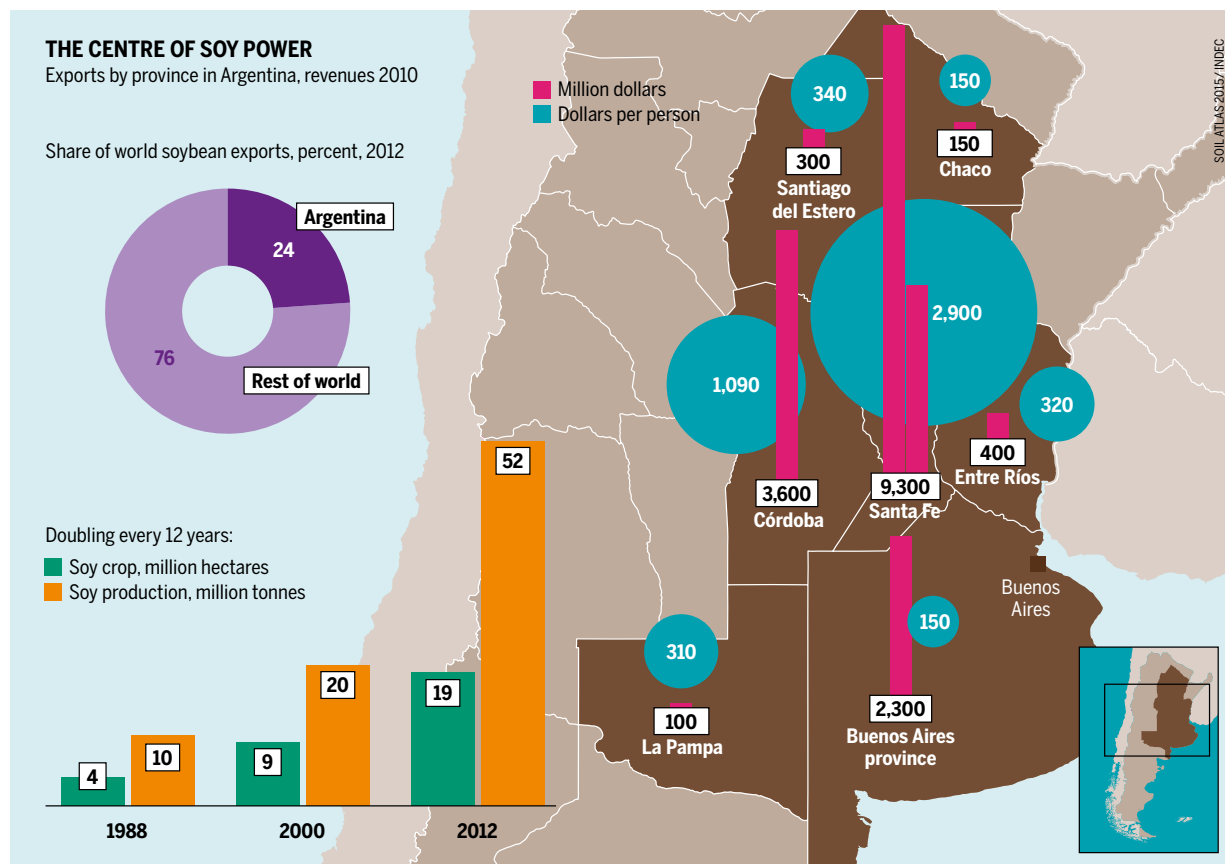 THE CENTRE OF SOY POWER
Exports by province in Argentina, revenues 2010
Million dollars
Dollars per person
Share of world soybean exports, percent, 2012
Argentina
24
76
Rest of world
Doubling every 12 years:
Soy crop, million hectares
Soy production, million tonnes
4
10
9
20
19
52
1988
2000
2012
340
300
Santiago
del Estero
150
150
Chaco
1,090
3,600
Córdoba
2,900
9,300
Santa Fe
320
400
Entre Ríos
Buenos
Aires
310
100
La Pampa
150
2,300
Buenos Aires
province
SOIL ATLAS 2015 / INDEC